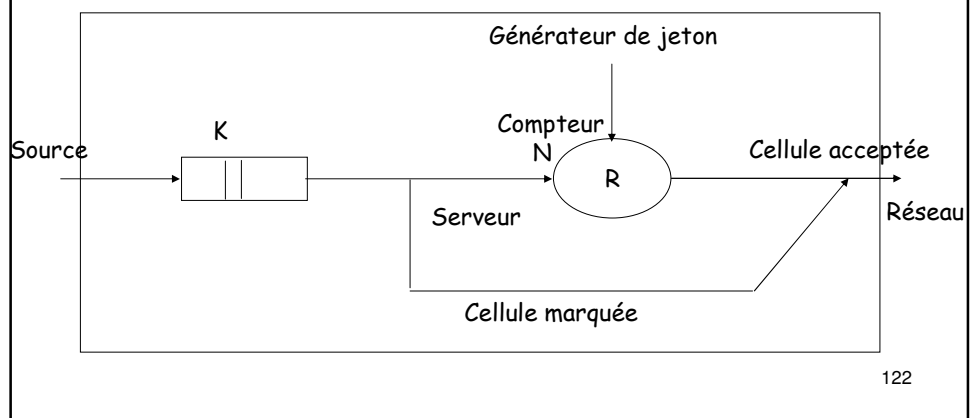 Générateur de jeton
K
Compteur
N
Source
Cellule acceptée
R
Serveur
Réseau
Cellule marquée
122